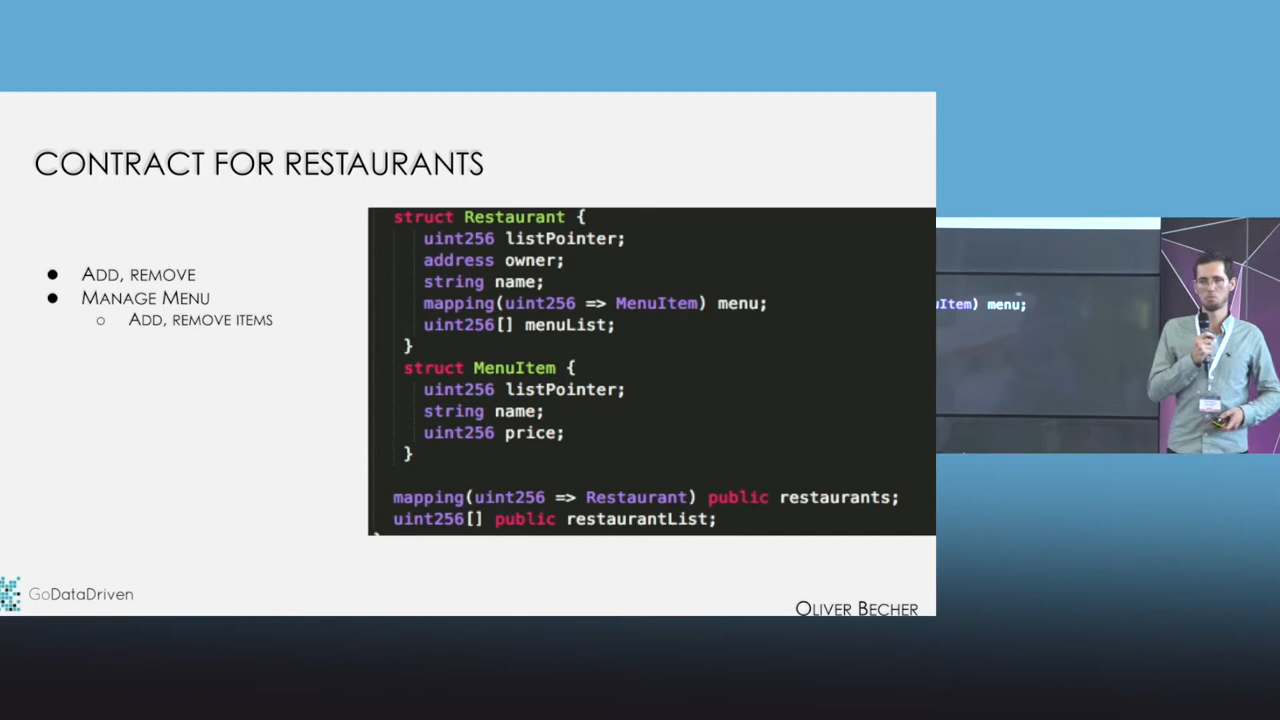 CONTRACT FOR RESTAURANTS
● ADD, REMOVE
● MANAGE MENU
○ ADD, REMOVE ITEMS
struct Restaurant {
uint256 listPointer;
address owner;
string name;
mapping(uint256 => MenuItem) menu;
uint256[] menuList;
}
struct MenuItem {
uint256 listPointer;
string name;
uint256 price;
}
mapping(uint256 => Restaurant) public restaurants;
uint256[] public restaurantList;
}
GoDataDriven
OLIVER BECHER
uItem) menu;